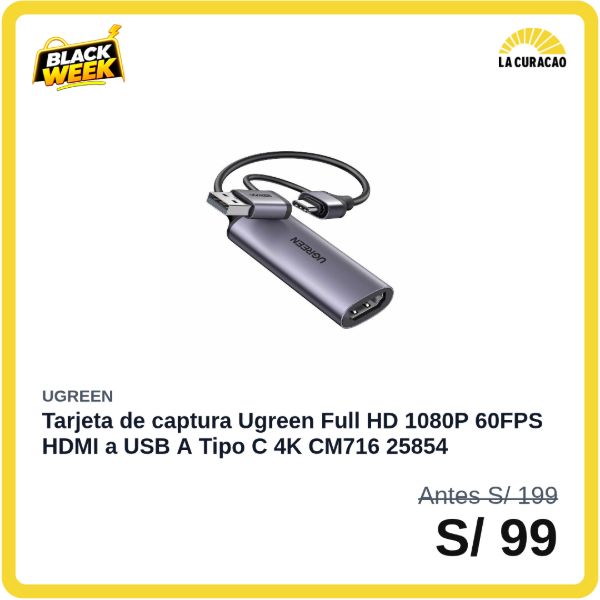 BLACK
WEEK
LA CURACAO
UGREEN
UGREEN
UGREEN
Tarjeta de captura Ugreen Full HD 1080P 60FPS
HDMI a USB A Tipo C 4K CM716 25854
Antes S/ 199
S/ 99